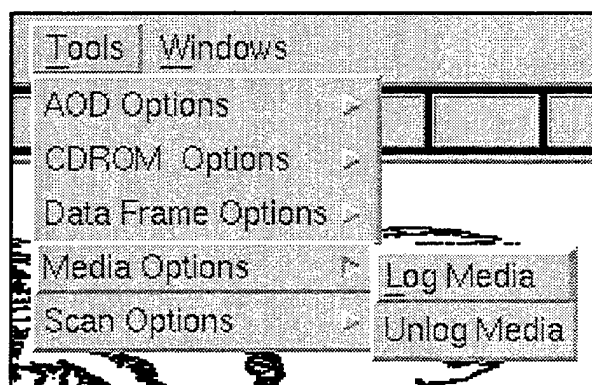 Tools Windows
AOD Options
CDROM Options
Data Frame Options
Media Options
Log Media
Scan Options
Unlog Media